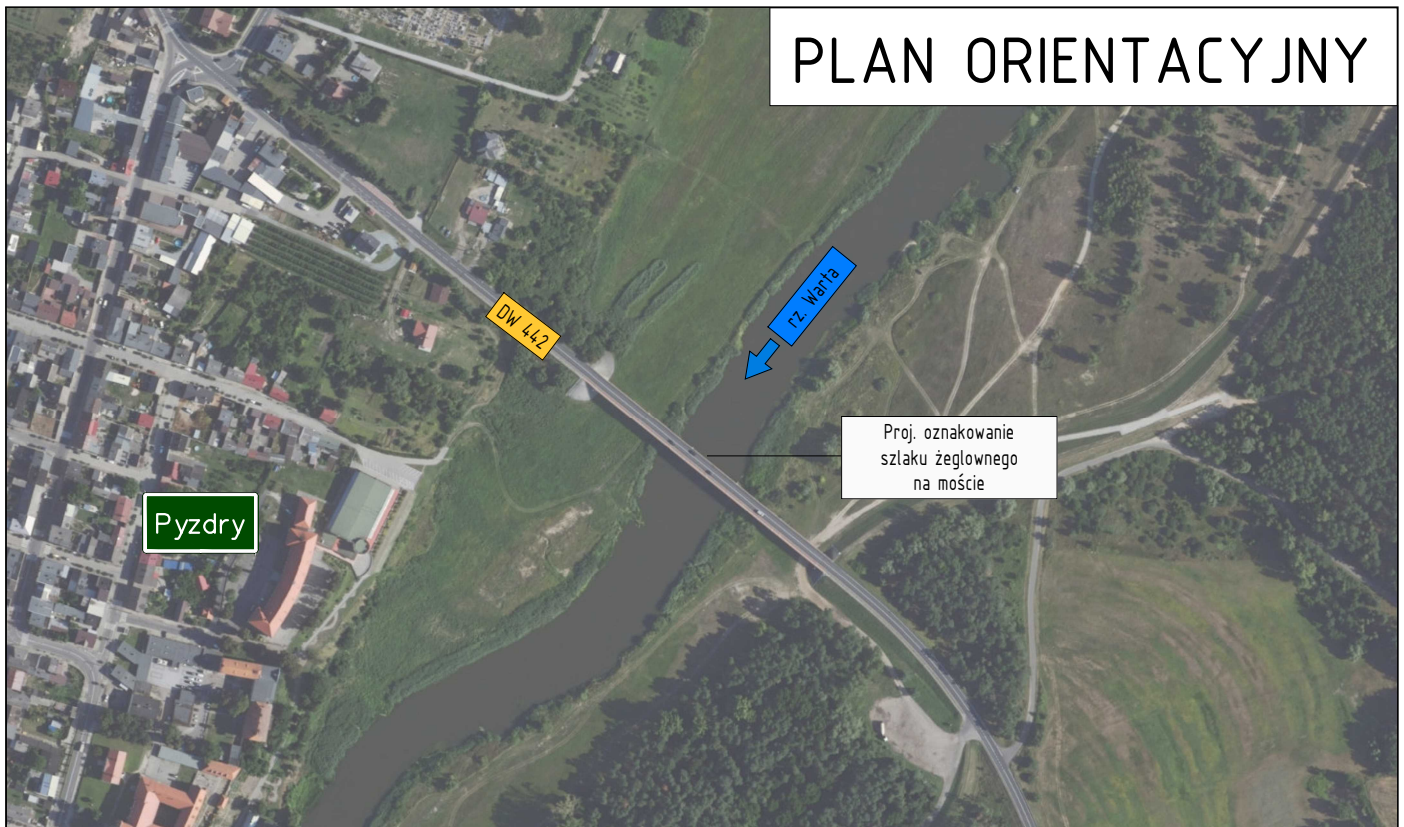 PLAN ORIENTACYJNY
rz. Warta
DW 442
Proj. oznakowanie
szlaku żeglownego
na moście
Pyzdry